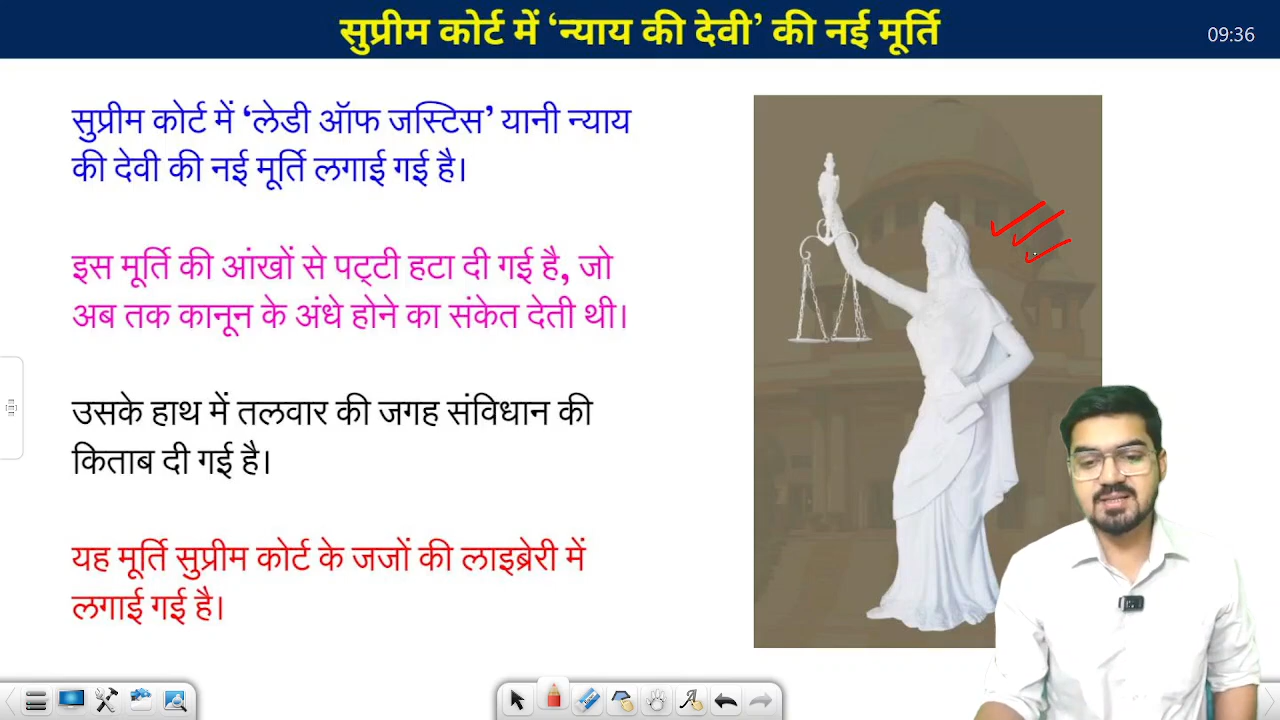 सुप्रीम कोर्ट में ‘न्याय की देवी’ की नई मूर्ति
09:36
सुप्रीम कोर्ट में ‘लेडी ऑफ जस्टिस’ यानी न्याय
की देवी की नई मूर्ति लगाई गई है।
इस मूर्ति की आंखों से पट्टी हटा दी गई है, जो
अब तक कानून के अंधे होने का संकेत देती थी।
उसके हाथ में तलवार की जगह संविधान की
किताब दी गई है।
यह मूर्ति सुप्रीम कोर्ट के जजों की लाइब्रेरी में
लगाई गई है।